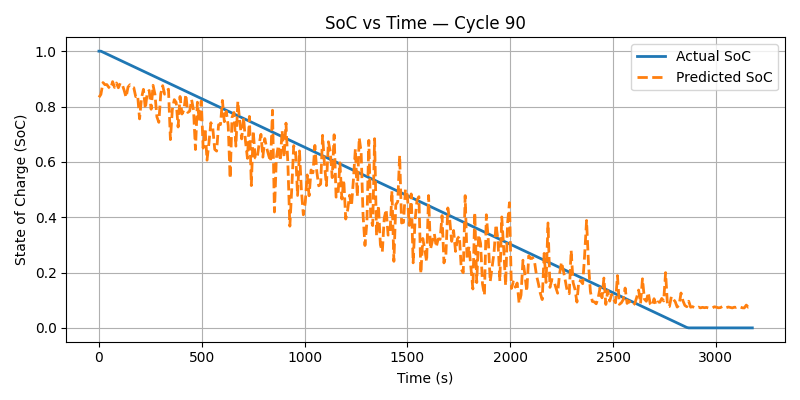 SoC vs Time — Cycle 90
Actual SoC
Predicted SoC
State of Charge (SoC)
1.0
0.8
0.6
0.4
0.2
0.0
0
500
1000
1500
2000
2500
3000
Time (s)